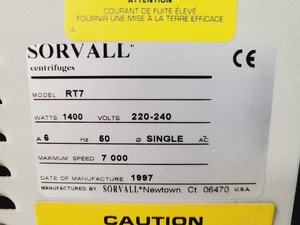 ATTENTION
COURANT DE FUITE ÉLEVÉ
FOURNIR UNE MISE À LA TERRE EFFICACE
SORVALL
centrifuges
CE
MODEL RT7
WATTS 1400 VOLTS 220-240
A 6 Hz 50 Ø SINGLE AC
MAXIMUM SPEED 7 000
DATE OF MANUFACTURE 1997
MANUFACTURED BY SORVALL Newtown Ct 06470 U.S.A.
CAUTION